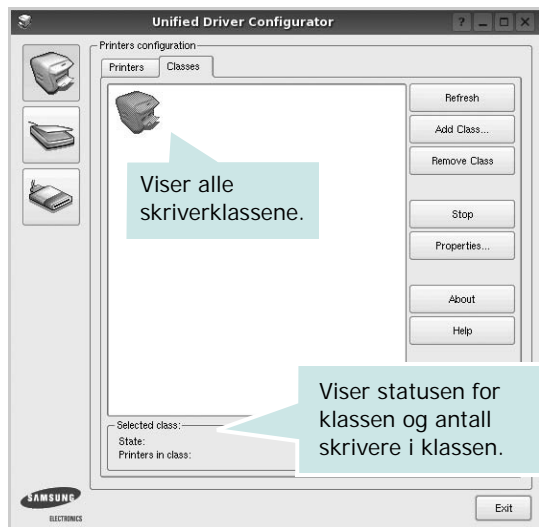 Unified Driver Configurator
Printers configuration
Printers
Classes
Refresh
Add Class...
Remove Class
Viser alle
skriverklassene.
Stop
Properties...
About
Help
Viser statusen for
klassen og antall
skrivere i klassen.
Selected class:
State:
Printers in class:
SAMSUNG
ELECTRONICS
Exit